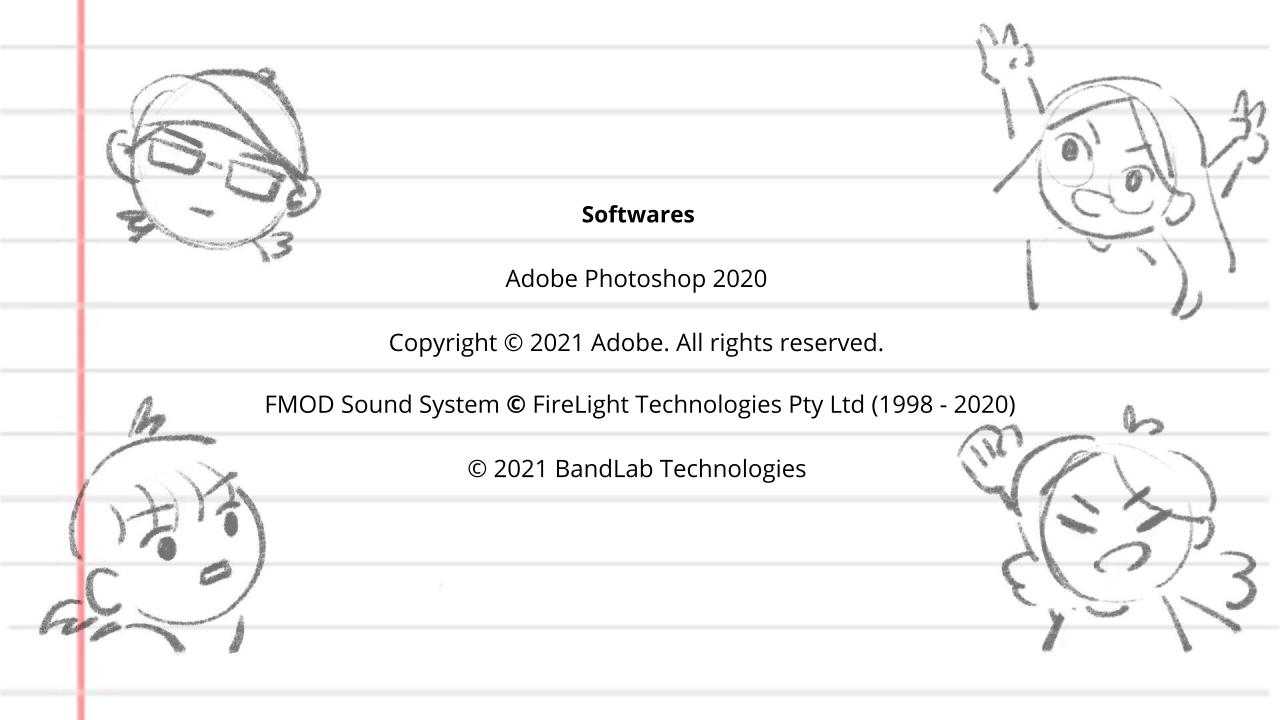 Softwares
Adobe Photoshop 2020
Copyright © 2021 Adobe. All rights reserved.
FMOD Sound System © FireLight Technologies Pty Ltd (1998 - 2020)
© 2021 BandLab Technologies